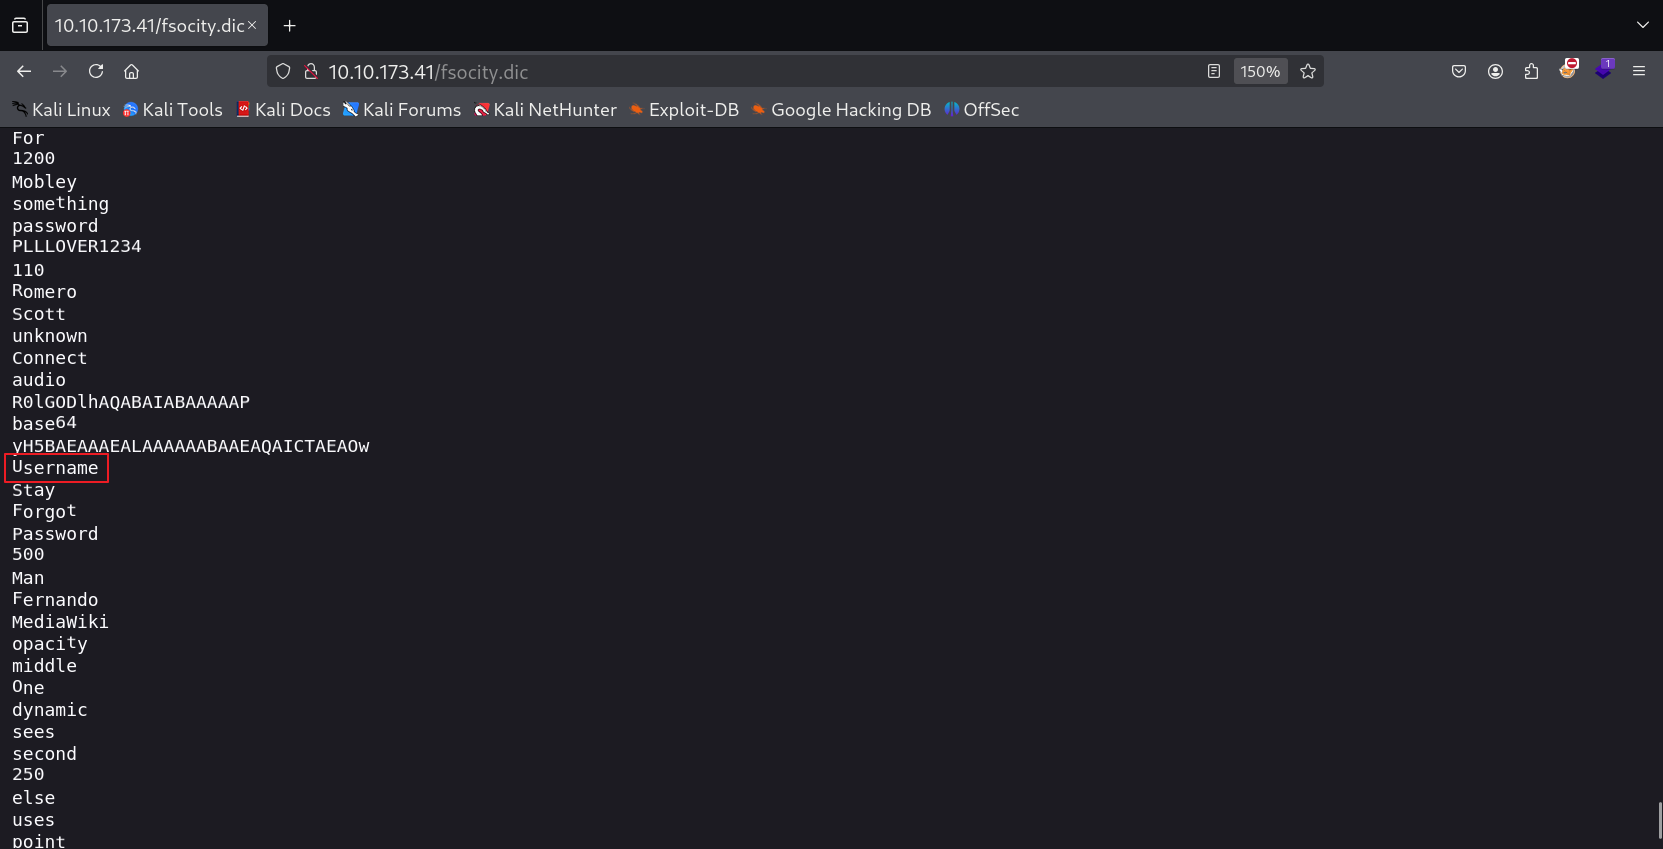 10.10.173.41/fsocity.dic
10.10.173.41/fsocity.dic 150% 1
Kali Linux Kali Tools Kali Docs Kali Forums Kali NetHunter Exploit-DB Google Hacking DB OffSec
For
1200
Mobley
something
password
PLLLOVER1234
110
Romero
Scott
unknown
Connect
audio
R0lGODlhAQABAIABAAAAAP
base64
yH5BAEAAAEALAAAAAABAAEAQAICTAEAOw
Username
Stay
Forgot
Password
500
Man
Fernando
MediaWiki
opacity
middle
One
dynamic
sees
second
250
else
uses
point